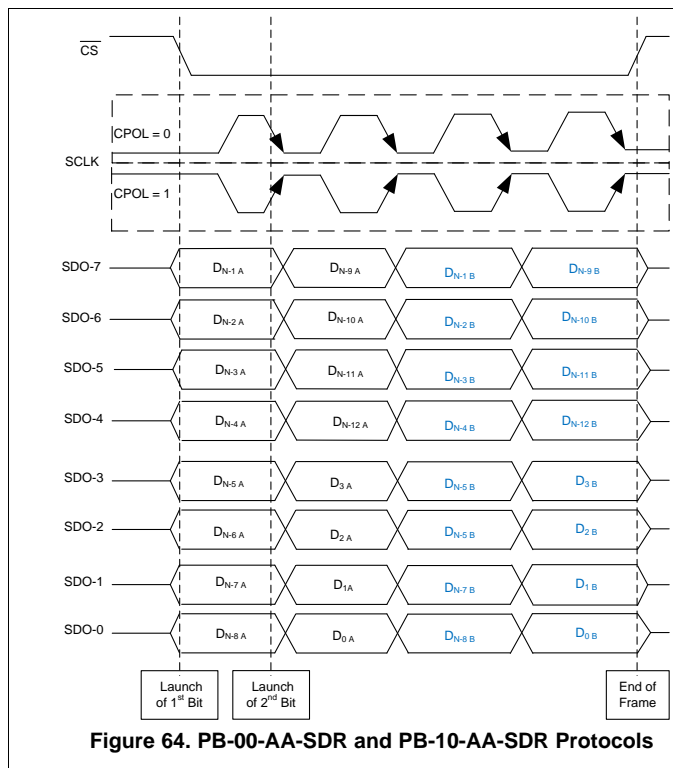 CS
CPOL = 0
SCLK
CPOL = 1
SDO-7 DN-1 A DN-9 A DN-1 B DN-9 B
SDO-6 DN-2 A DN-10 A DN-2 B DN-10 B
SDO-5 DN-3 A DN-11 A DN-3 B DN-11 B
SDO-4 DN-4 A DN-12 A DN-4 B DN-12 B
SDO-3 DN-5 A D3 A DN-5 B D3 B
SDO-2 DN-6 A D2 A DN-5 B D2 B
SDO-1 DN-7 A D1A DN-7 B D1 B
SDO-0 DN-8 A D0 A DN-8 B D0 B
Launch
of 1st Bit
Launch
of 2nd Bit
End of
Frame
Figure 64. PB-00-AA-SDR and PB-10-AA-SDR Protocols